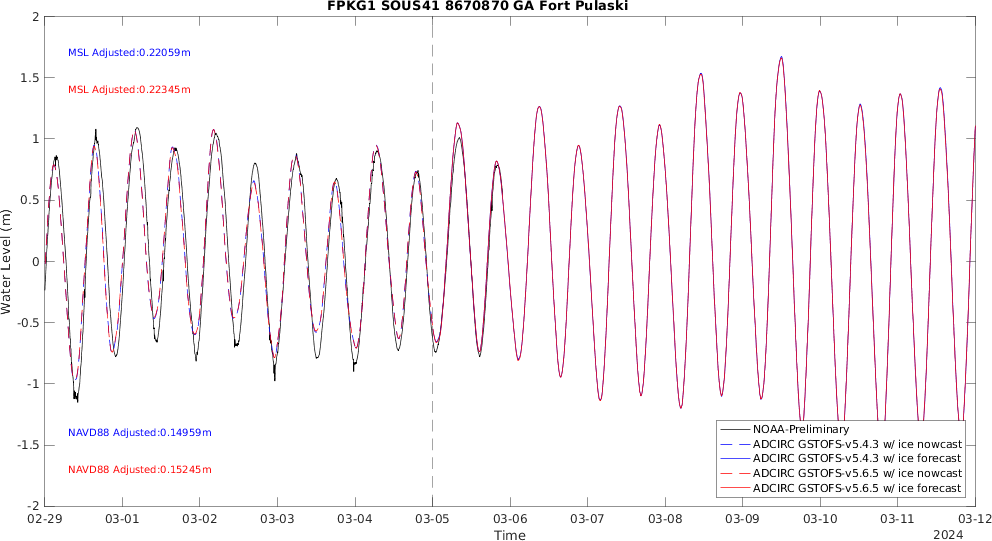 FPKG1 SOUS41 8670870 GA Fort Pulaski
2
1.5
1
0.5
0
-0.5
-1
-1.5
-2
Water Level (m)
MSL Adjusted:0.22059m
MSL Adjusted:0.22345m
NAVD88 Adjusted:0.14959m
NAVD88 Adjusted:0.15245m
NOAA-Preliminary
ADCIRC GSTOFS-v5.4.3 w/ ice nowcast
ADCIRC GSTOFS-v5.4.3 w/ ice forecast
ADCIRC GSTOFS-v5.6.5 w/ ice nowcast
ADCIRC GSTOFS-v5.6.5 w/ ice forecast
02-29 03-01 03-02 03-03 03-04 03-05 03-06 03-07 03-08 03-09 03-10 03-11 03-12
Time
2024